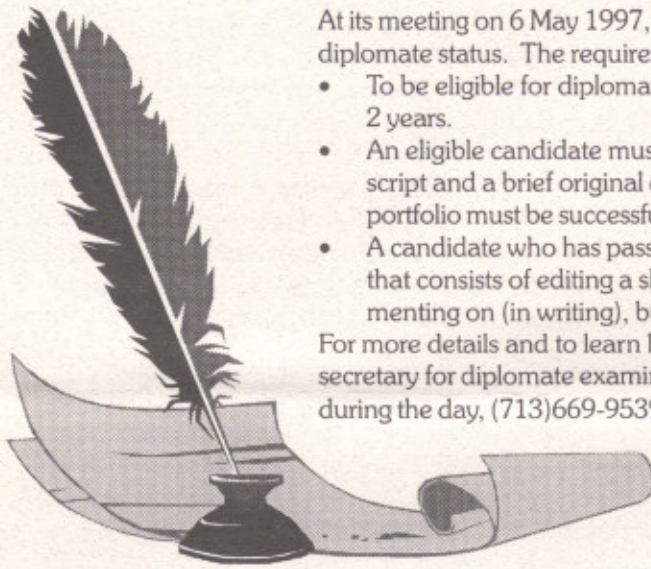 At its meeting on 6 May 1997,
diplomate status. The require
• To be eligible for diploma
2 years.
• An eligible candidate mus
script and a brief original
portfolio must be successfu
• A candidate who has pass
that consists of editing a sl
menting on (in writing), bu
For more details and to learn
secretary for diplomate exami
during the day, (713)669-9539